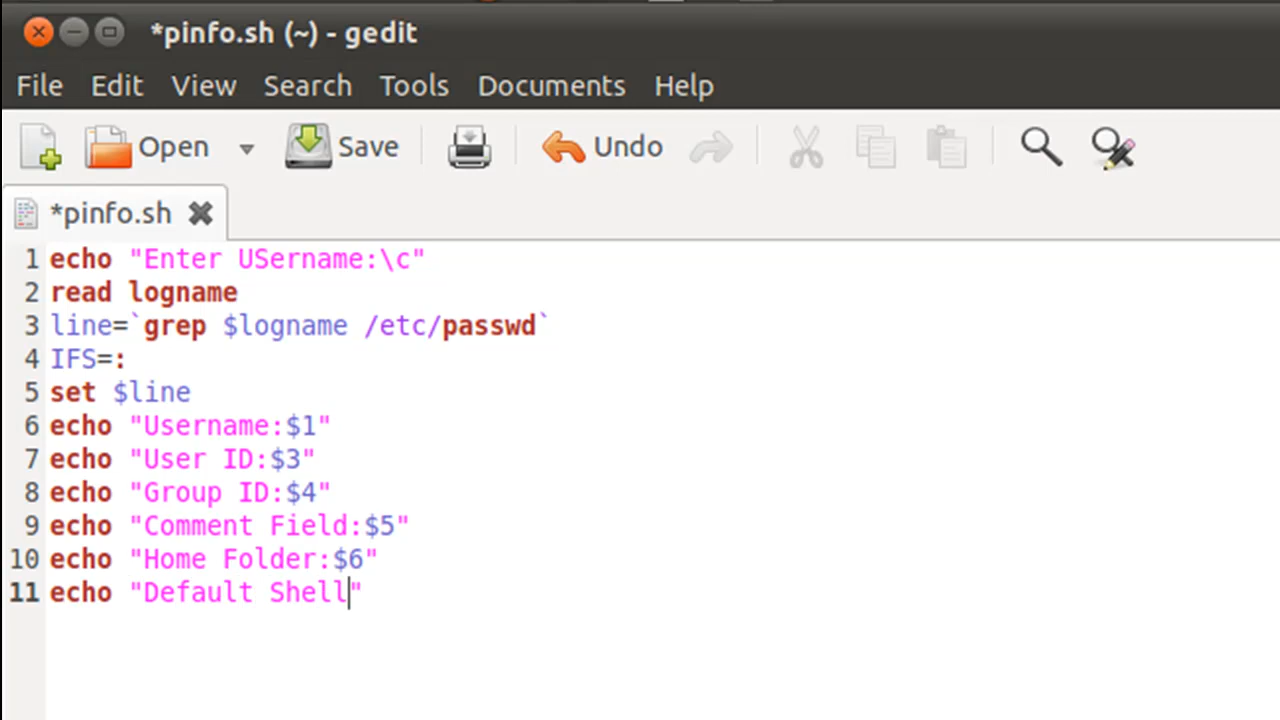 *pinfo.sh (~) - gedit
File Edit View Search Tools Documents Help
Open Save Undo
*pinfo.sh
1 echo "Enter USername:\c"
2 read logname
3 line=`grep $logname /etc/passwd`
4 IFS=:
5 set $line
6 echo "Username:$1"
7 echo "User ID:$3"
8 echo "Group ID:$4"
9 echo "Comment Field:$5"
10 echo "Home Folder:$6"
11 echo "Default Shell"